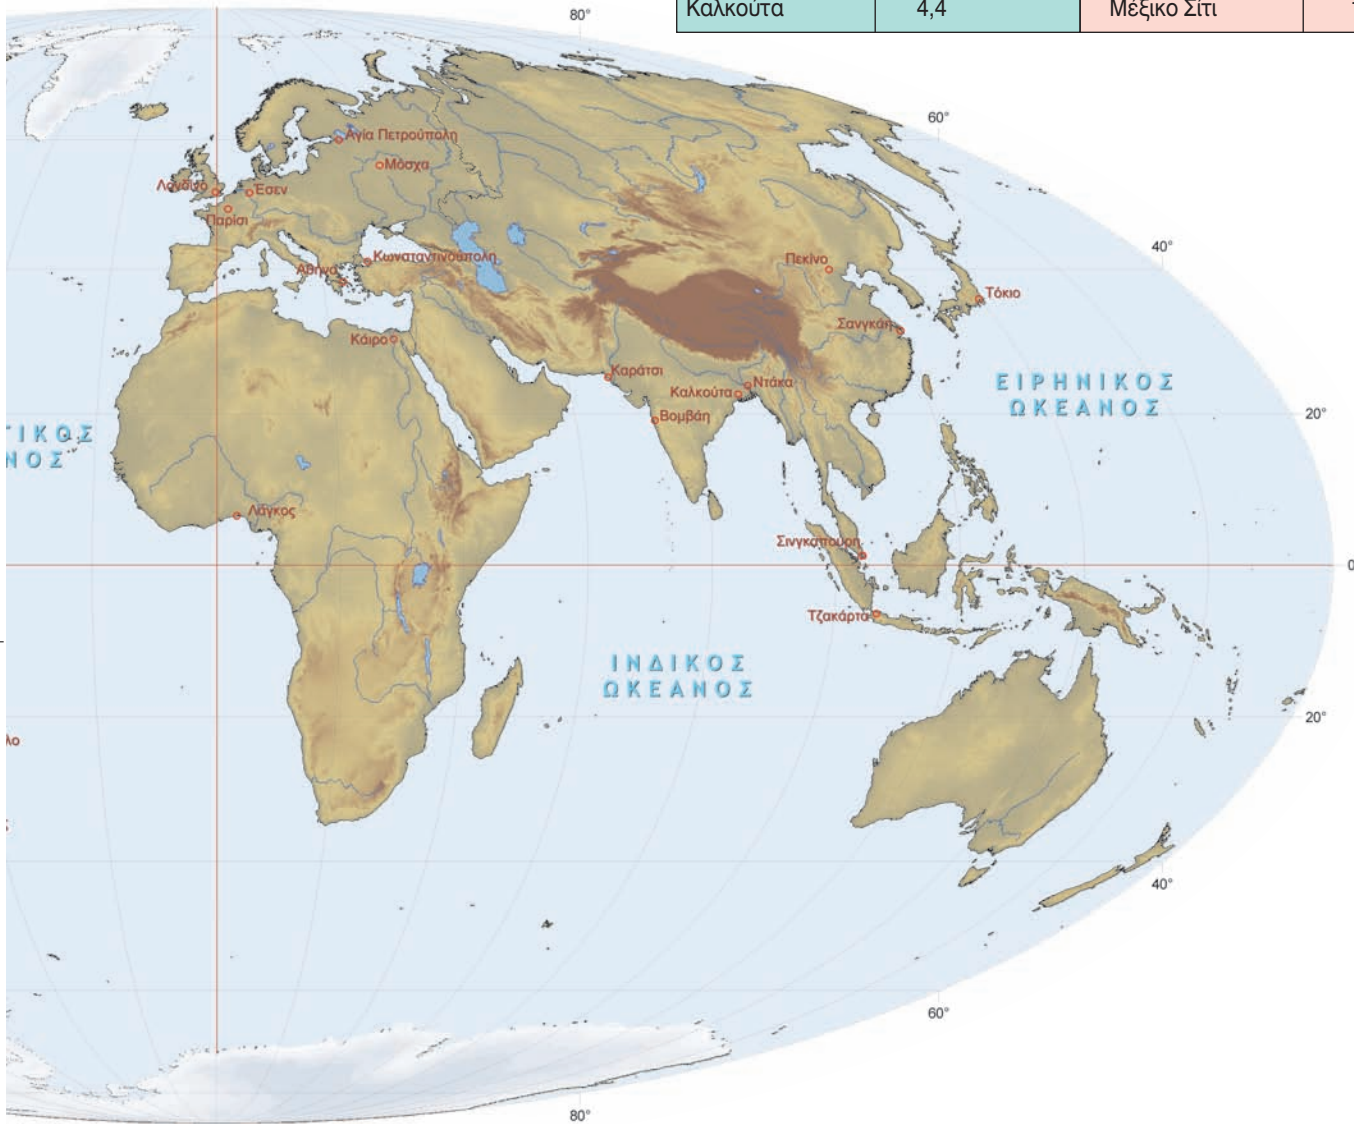 Καλκούτα 4,4 Μέξικο Σίτι
80°
60°
Αγία Πετρούπολη
Μόσχα
Λονδίνο
Έσεν
Παρίσι
40°
Κωνσταντινούπολη
Αθήνα
Πεκίνο
Τόκιο
Σανγκάη
Κάιρο
Καράτσι
Ντάκα
Καλκούτα
Βομβάη
ΕΙΡΗΝΙΚΟΣ
ΩΚΕΑΝΟΣ
20°
ΤΙΚΟΣ
ΝΟΣ
Λάγκος
Σινγκαπούρη
0
Τζακάρτα
ΙΝΔΙΚΟΣ
ΩΚΕΑΝΟΣ
20°
λο
40°
60°
80°